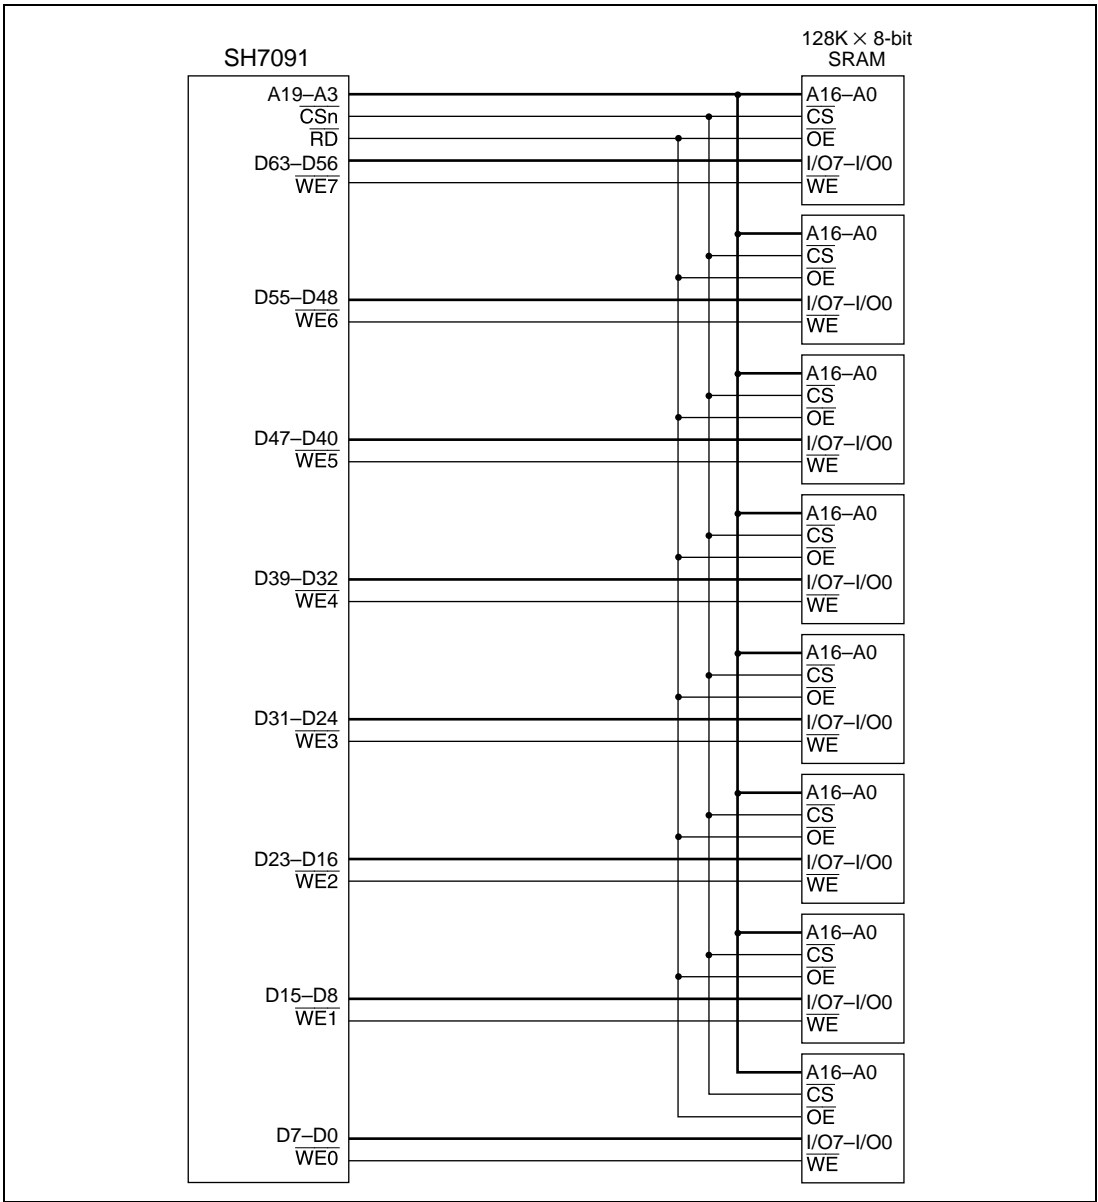 SH7091
A19–A3
CSn
RD
D63–D56
WE7
D55–D48
WE6
D47–D40
WE5
D39–D32
WE4
D31–D24
WE3
D23–D16
WE2
D15–D8
WE1
D7–D0
WE0
128K × 8-bit
SRAM
A16–A0
CS
OE
I/O7–I/O0
WE
A16–A0
CS
OE
I/O7–I/O0
WE
A16–A0
CS
OE
I/O7–I/O0
WE
A16–A0
CS
OE
I/O7–I/O0
WE
A16–A0
CS
OE
I/O7–I/O0
WE
A16–A0
CS
OE
I/O7–I/O0
WE
A16–A0
CS
OE
I/O7–I/O0
WE
A16–A0
CS
OE
I/O7–I/O0
WE